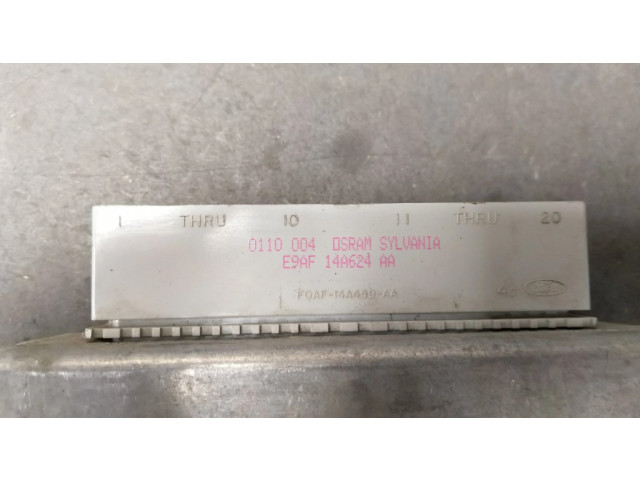 1 THRU 10 11 THRU 20
0110 004 OSRAM SYLVANIA
E9AF 14A624 AA